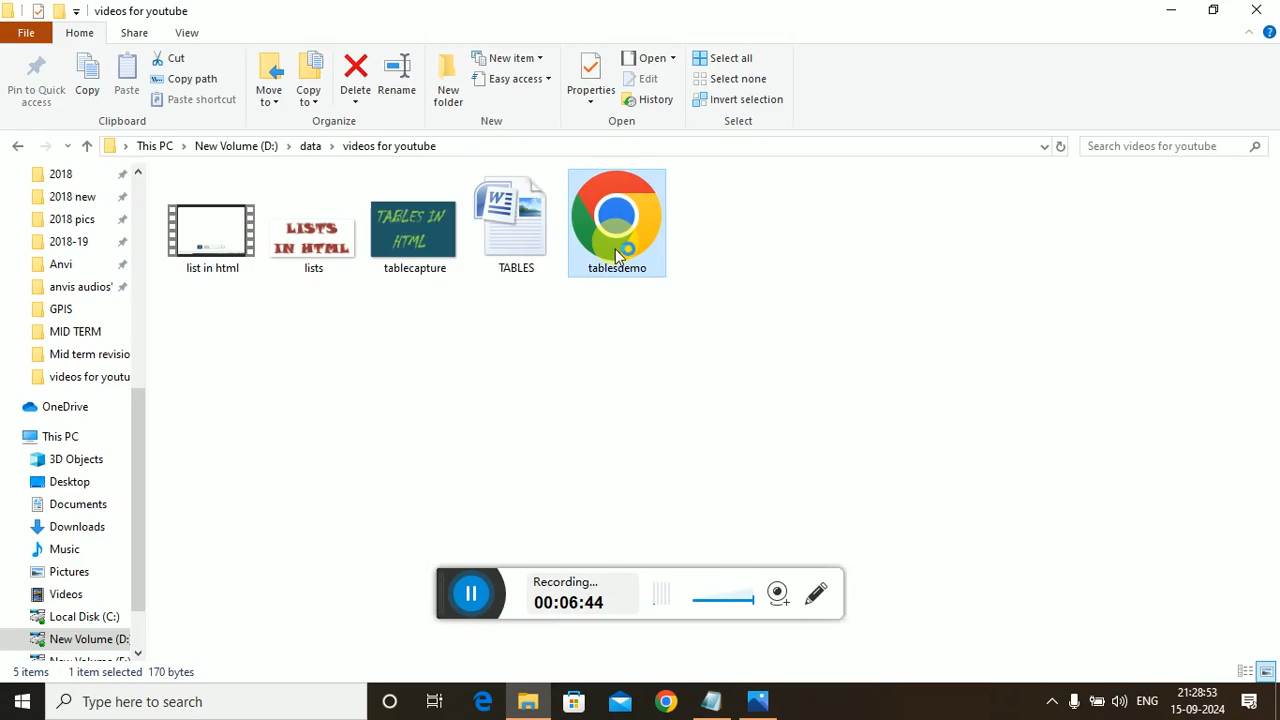 videos for youtube
File
Home
Share
View
Pin to Quick
access
Copy
Paste
Cut
Copy path
Paste shortcut
Clipboard
Move
to
Copy
to
Delete
Rename
Organize
New
folder
New item
Easy access
New
Properties
Open
Edit
History
Open
Select all
Select none
Invert selection
Select
This PC
New Volume (D:)
data
videos for youtube
Search videos for youtube
2018
2018 new
2018 pics
2018-19
Anvi
anvis audios'
GPIS
MID TERM
Mid term revisio
videos for youtu
OneDrive
This PC
3D Objects
Desktop
Documents
Downloads
Music
Pictures
Videos
Local Disk (C:)
New Volume (D:
LISTS
IN HTML
TABLES IN
HTML
W
list in html
lists
tablecapture
TABLES
tablesdemo
Recording...
00:06:44
5 items
1 item selected
170 bytes
Type here to search
ENG
21:28:53
15-09-2024